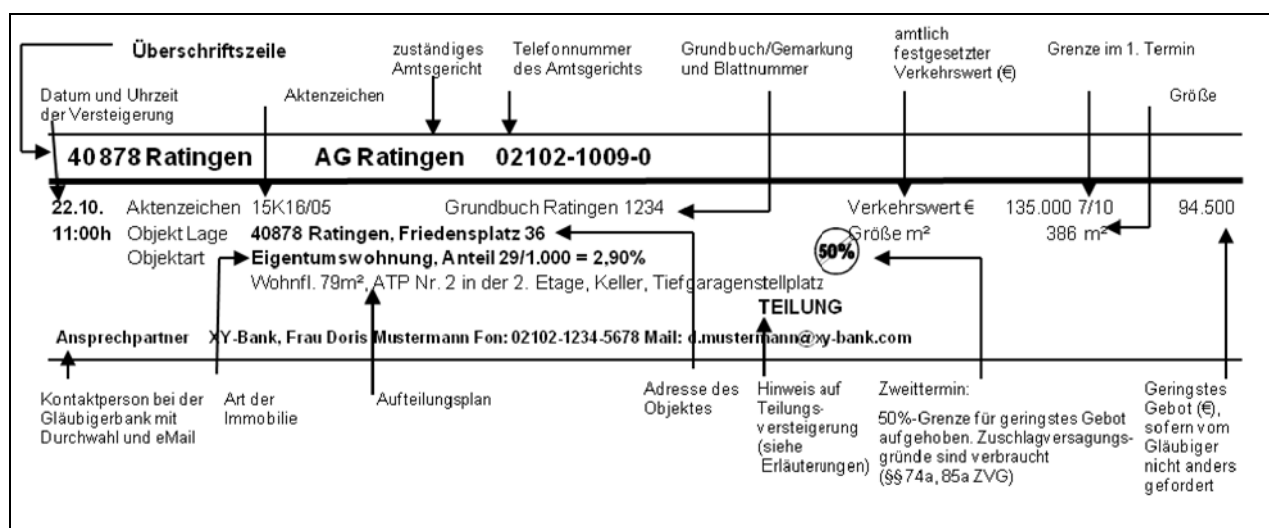 Überschriftszeile
zuständiges
Amtsgericht
Telefonnummer
des Amtsgerichts
Grundbuch/Gemarkung
und Blattnummer
amtlich
festgesetzter
Verkehrswert (€)
Grenze im 1. Termin
Datum und Uhrzeit
der Versteigerung
Aktenzeichen
Größe
40878 Ratingen AG Ratingen 02102-1009-0
22.10. Aktenzeichen 15K16/05 Grundbuch Ratingen 1234 Verkehrswert € 135.000 7/10 94.500
11:00h Objekt Lage 40878 Ratingen, Friedensplatz 36 Größe m² 386 m²
Objektart Eigentumswohnung, Anteil 29/1.000 = 2,90% 50%
Wohnfl. 79m², ATP Nr. 2 in der 2. Etage, Keller, Tiefgaragenstellplatz
TEILUNG
Ansprechpartner XY-Bank, Frau Doris Mustermann Fon: 02102-1234-5678 Mail: d.mustermann@xy-bank.com
Kontaktperson bei der
Gläubigerbank mit
Durchwahl und eMail
Art der
Immobilie
Aufteilungsplan
Adresse des
Objektes
Hinweis auf
Teilungs-
versteigerung
(siehe
Erläuterungen)
Zweittermin:
50%-Grenze für geringstes Gebot
aufgehoben. Zuschlagversagungs-
gründe sind verbraucht
(§§74a, 85a ZVG)
Geringstes
Gebot (€),
sofern vom
Gläubiger
nicht anders
gefordert